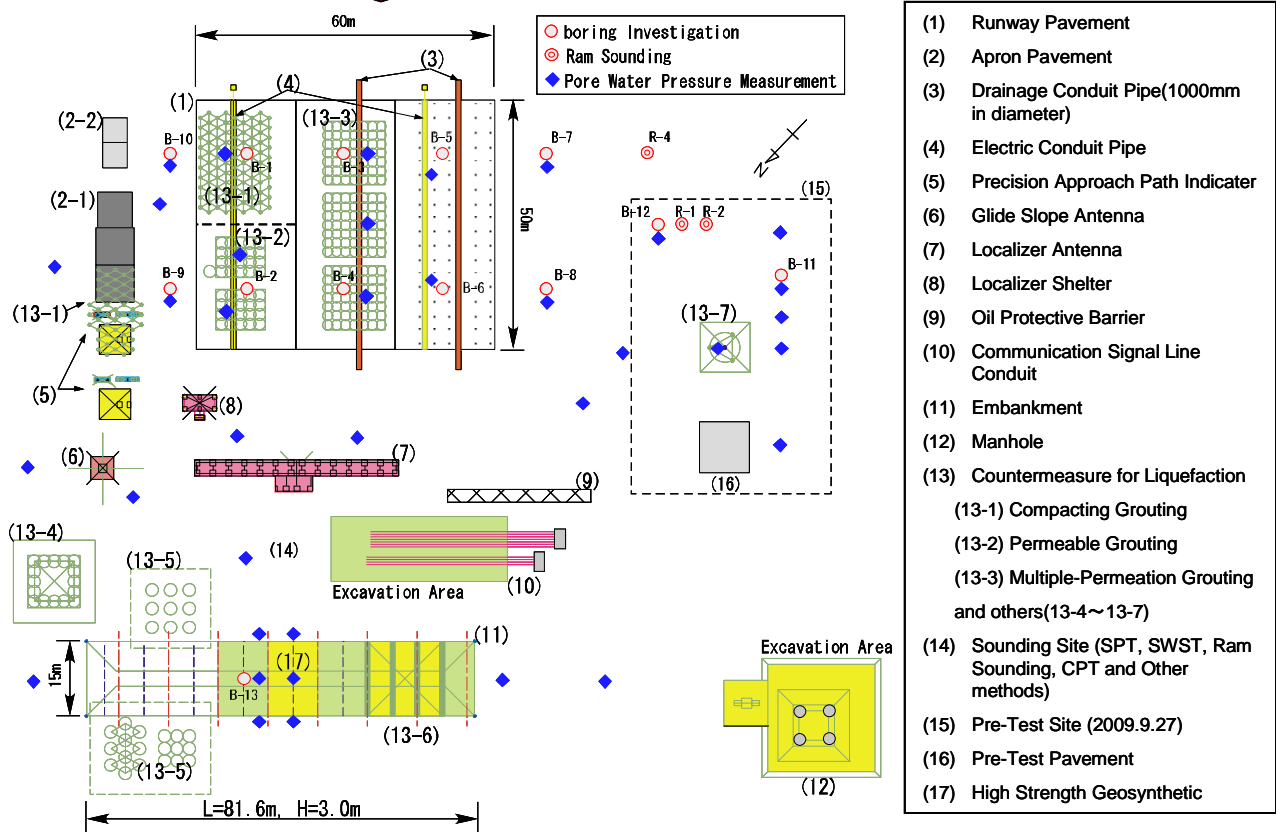 60m
boring Investigation
Ram Sounding
Pore Water Pressure Measurement
(3)
(4)
(1)
(13-3)
(2-2)
B-10
B-1
B-3
B-5
B-7
R-4
(13-1)
(2-1)
50m
(15)
B-12
R-1
R-2
(13-2)
B-11
B-9
B-2
B-4
B-6
B-8
(13-1)
(13-7)
(5)
(8)
(6)
(7)
(9)
(16)
(13-4)
(14)
(13-5)
(10)
Excavation Area
(11)
15m
(17)
B-13
Excavation Area
(13-6)
(13-5)
(12)
L=81.6m, H=3.0m
(1) Runway Pavement
(2) Apron Pavement
(3) Drainage Conduit Pipe(1000mm
in diameter)
(4) Electric Conduit Pipe
(5) Precision Approach Path Indicater
(6) Glide Slope Antenna
(7) Localizer Antenna
(8) Localizer Shelter
(9) Oil Protective Barrier
(10) Communication Signal Line
Conduit
(11) Embankment
(12) Manhole
(13) Countermeasure for Liquefaction
(13-1) Compacting Grouting
(13-2) Permeable Grouting
(13-3) Multiple-Permeation Grouting
and others(13-4～13-7)
(14) Sounding Site (SPT, SWST, Ram
Sounding, CPT and Other
methods)
(15) Pre-Test Site (2009.9.27)
(16) Pre-Test Pavement
(17) High Strength Geosynthetic